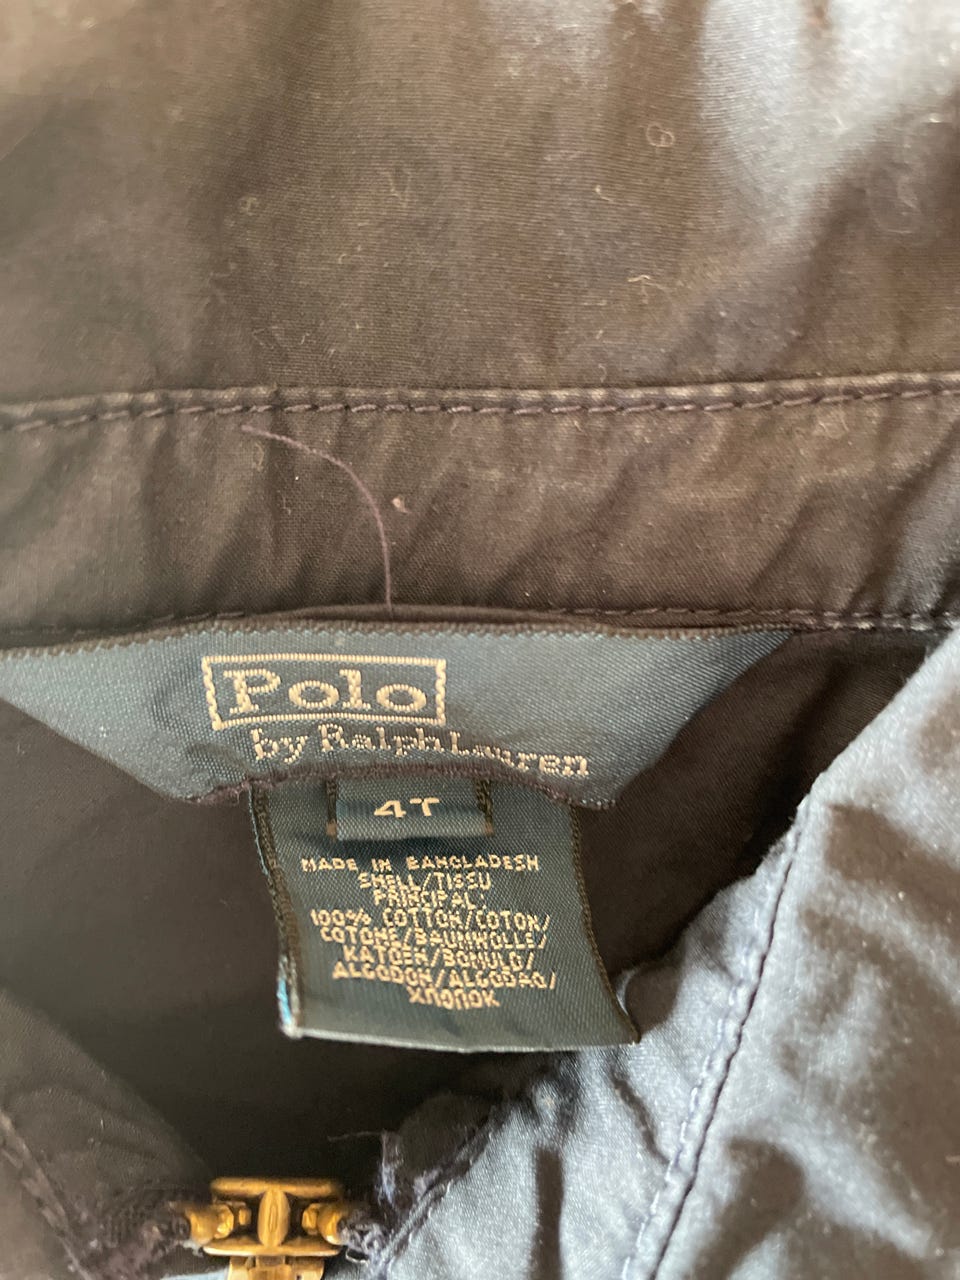 Polo
by Ralph Lauren
4T
MADE IN BANGLADESH
SHELL/TISSU
PRINCIPAL:
100% COTTON/COTON/
COTONE/BAUMWOLLE/
KATOEN/BOMULD/
ALGODON/ALGODAO/
ХЛОПОК